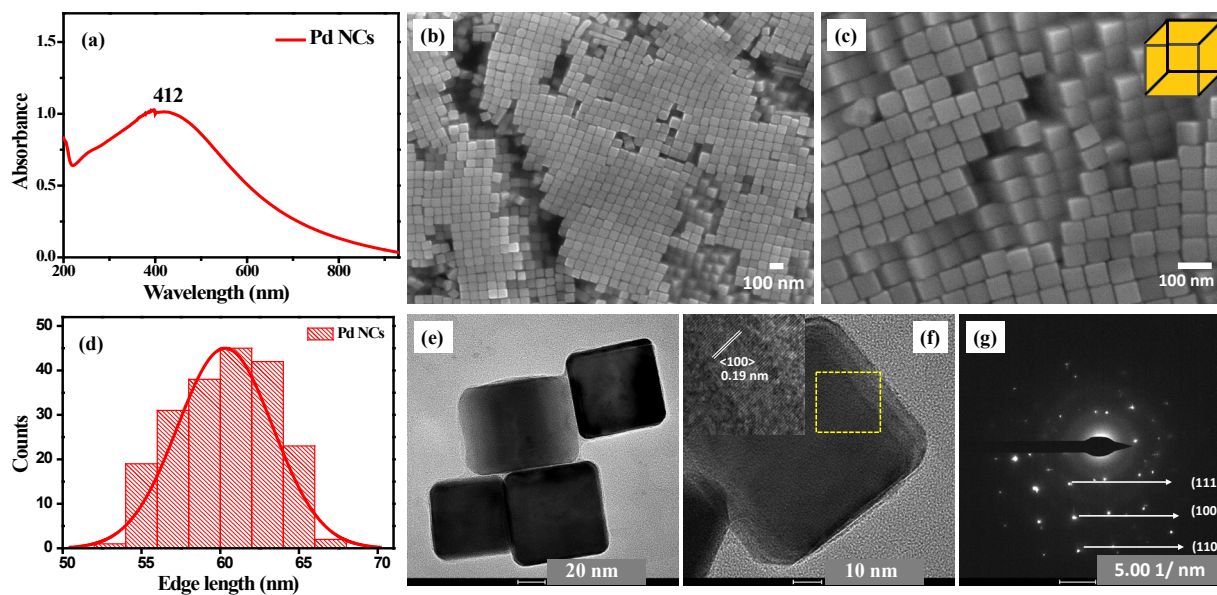 (a)
Pd NCs
412
1.5
1.0
0.5
0.0
Absorbance
200
400
600
800
Wavelength (nm)
(b)
100 nm
(c)
100 nm
(d)
Pd NCs
50
40
30
20
10
0
Counts
50
55
60
65
70
Edge length (nm)
(e)
20 nm
(f)
<100>
0.19 nm
10 nm
(g)
(111
(100
(110
5.00 1/ nm